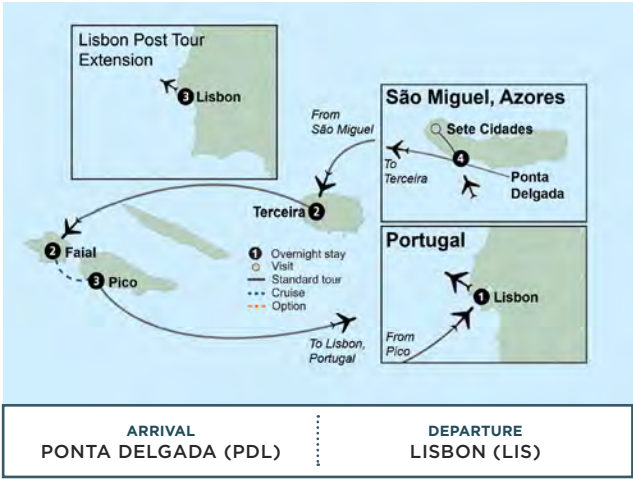 Lisbon Post Tour
Extension
3 Lisbon
From
São Miguel
São Miguel, Azores
Sete Cidades
4
To
Terceira
Ponta
Delgada
Terceira 2
2 Faial
3 Pico
1 Overnight stay
Visit
Standard tour
Cruise
Option
To Lisbon,
Portugal
Portugal
1 Lisbon
From
Pico
ARRIVAL
PONTA DELGADA (PDL)
DEPARTURE
LISBON (LIS)